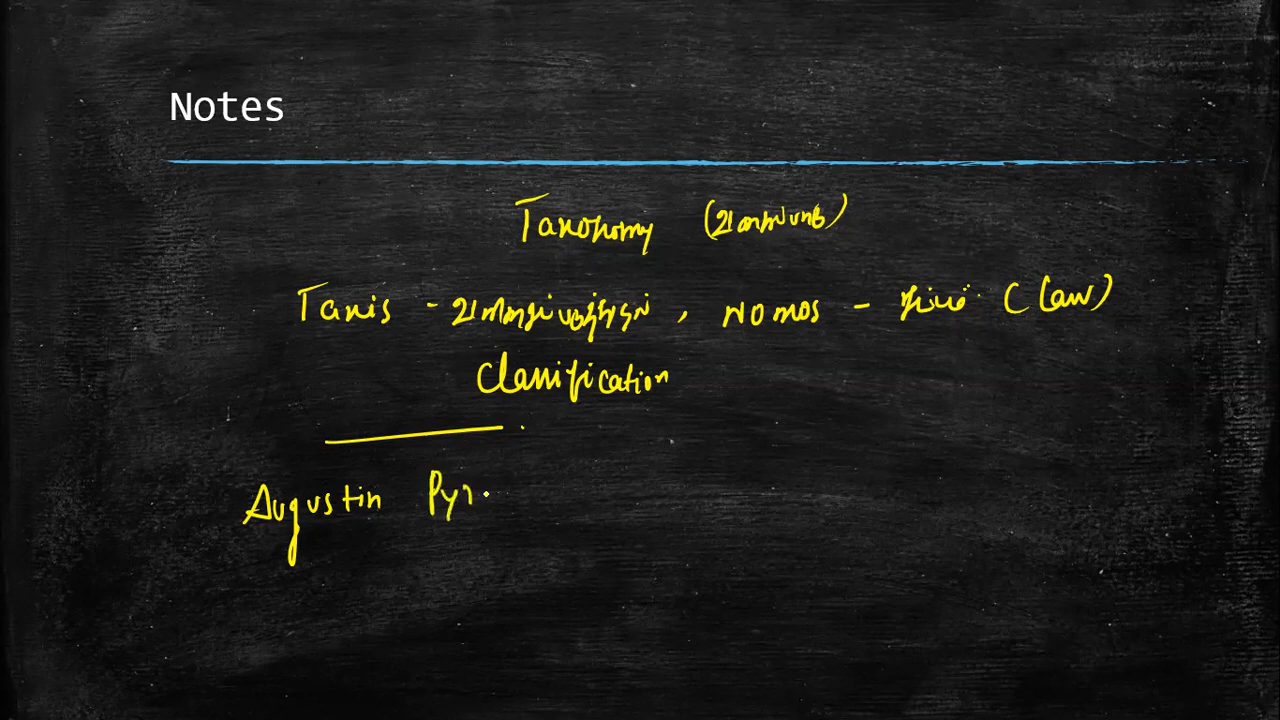 Notes
Taxonomy
Taxis - , Nomos - (law)
Classification
Augustin Pyr